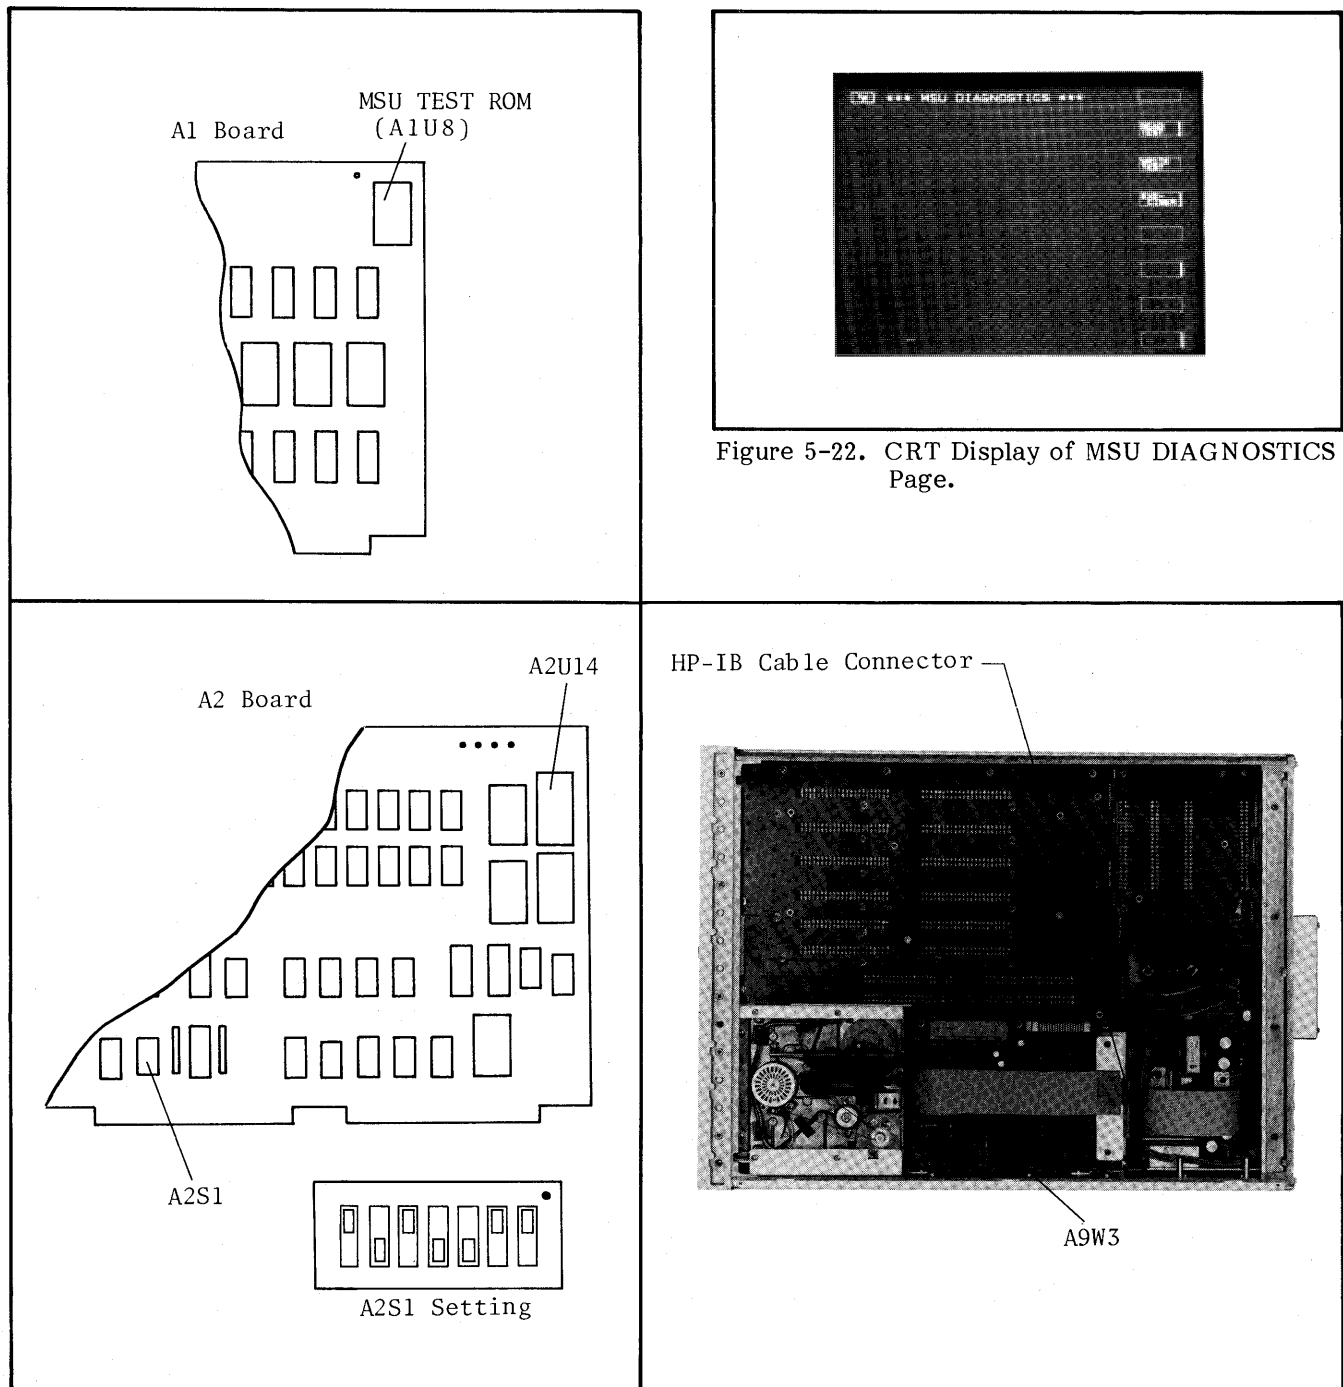 MSU TEST ROM
(A1U8)
A1 Board
*** MSU DIAGNOSTICS ***
Figure 5-22. CRT Display of MSU DIAGNOSTICS
Page.
A2U14
A2 Board
A2S1
A2S1 Setting
HP-IB Cable Connector
A9W3